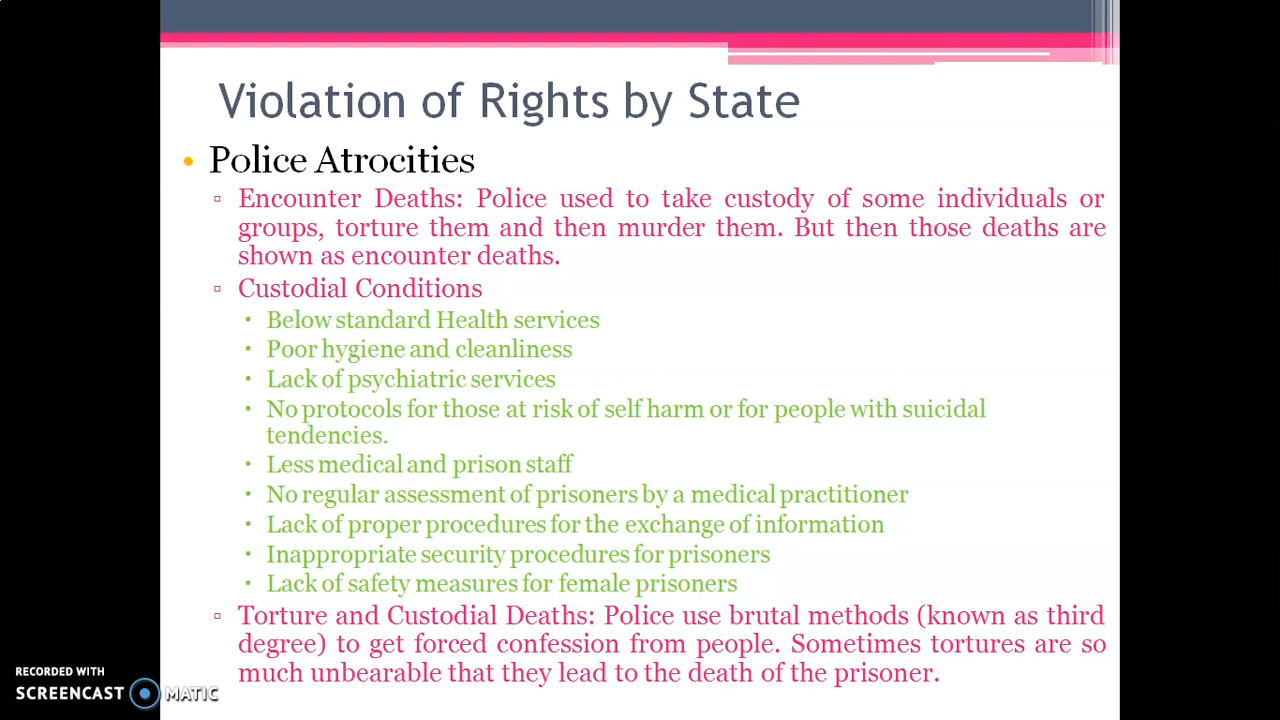 Violation of Rights by State
• Police Atrocities
▫ Encounter Deaths: Police used to take custody of some individuals or
groups, torture them and then murder them. But then those deaths are
shown as encounter deaths.
▫ Custodial Conditions
• Below standard Health services
• Poor hygiene and cleanliness
• Lack of psychiatric services
• No protocols for those at risk of self harm or for people with suicidal
tendencies.
• Less medical and prison staff
• No regular assessment of prisoners by a medical practitioner
• Lack of proper procedures for the exchange of information
• Inappropriate security procedures for prisoners
• Lack of safety measures for female prisoners
▫ Torture and Custodial Deaths: Police use brutal methods (known as third
degree) to get forced confession from people. Sometimes tortures are so
much unbearable that they lead to the death of the prisoner.
RECORDED WITH
SCREENCAST MATIC